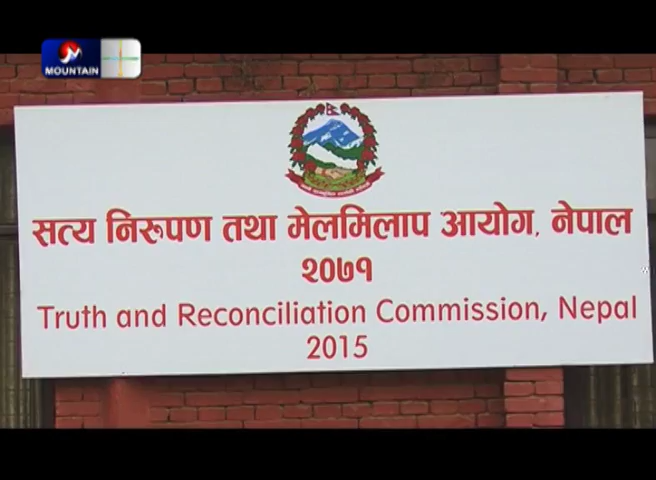 MOUNTAIN
सत्य निरुपण तथा मेलमिलाप आयोग, नेपाल
२०७१
Truth and Reconciliation Commission, Nepal
2015